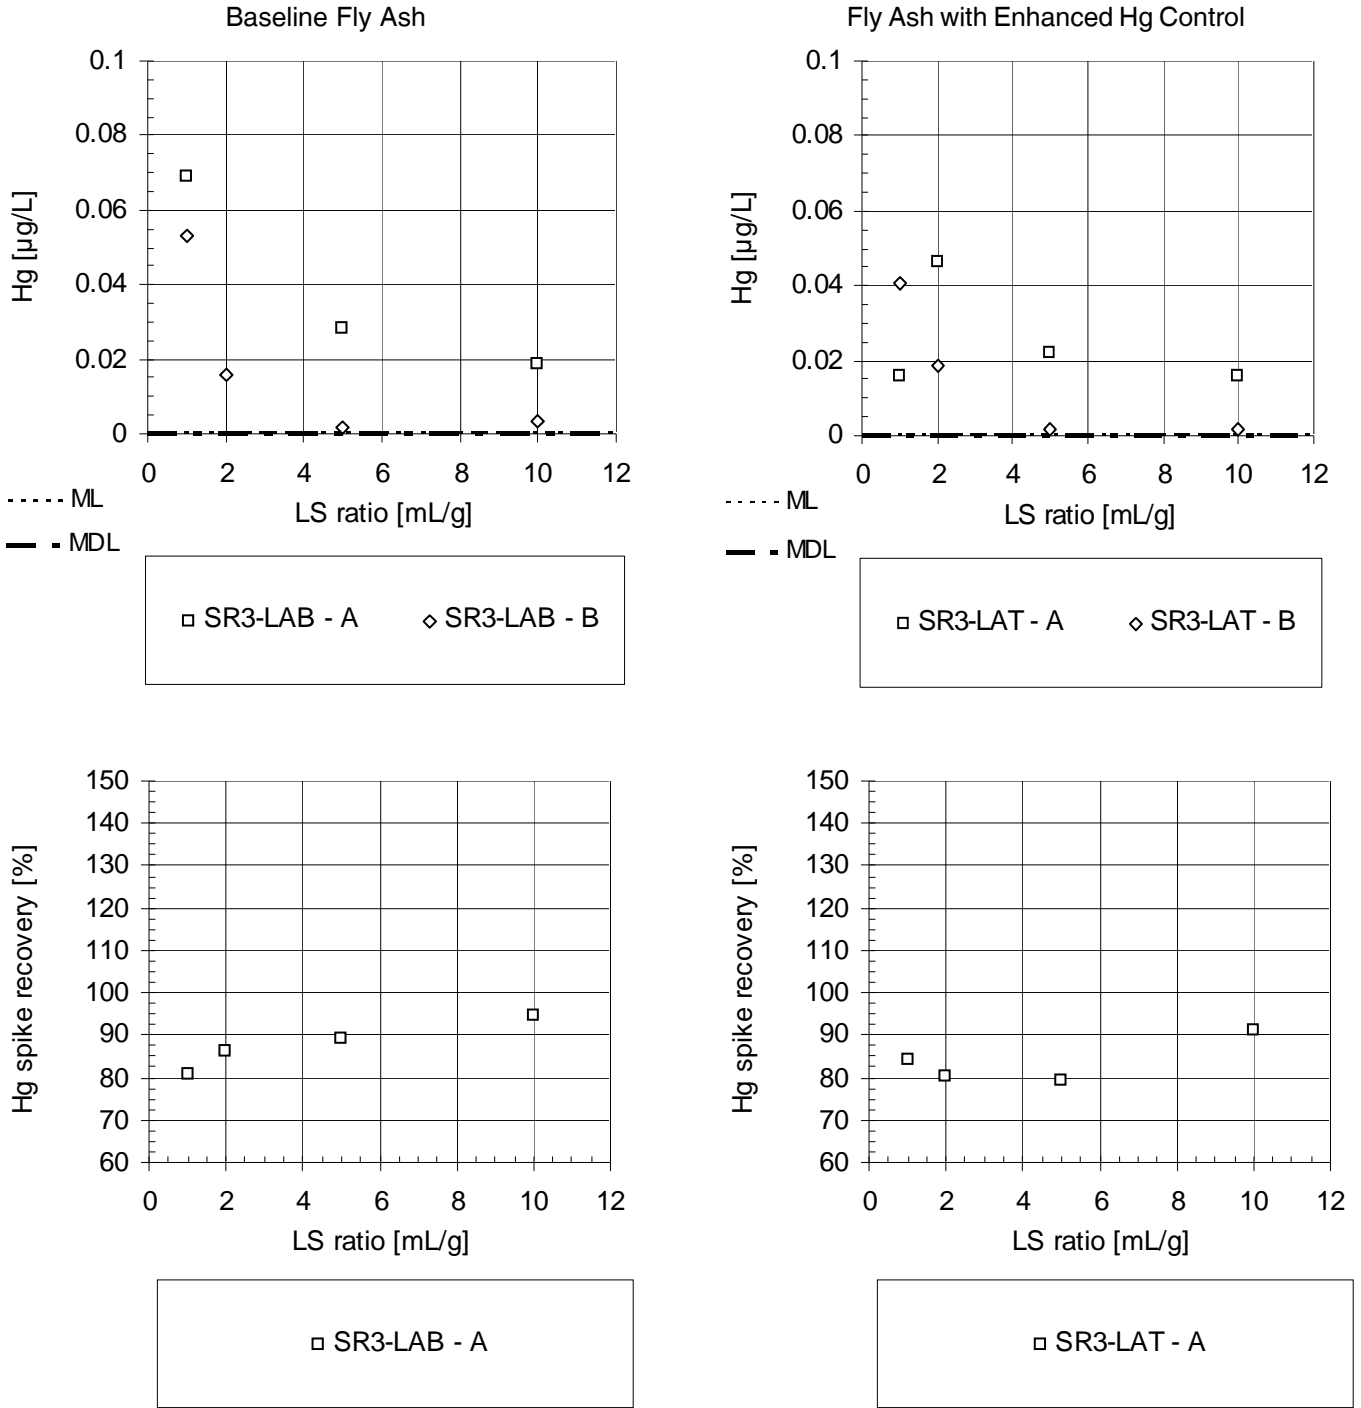 Baseline Fly Ash
0.1
0.08
0.06
0.04
0.02
0
Hg [µg/L]
0 2 4 6 8 10 12
LS ratio [mL/g]
ML
MDL
SR3-LAB - A SR3-LAB - B
Fly Ash with Enhanced Hg Control
0.1
0.08
0.06
0.04
0.02
0
Hg [µg/L]
0 2 4 6 8 10 12
LS ratio [mL/g]
ML
MDL
SR3-LAT - A SR3-LAT - B
150
140
130
120
110
100
90
80
70
60
Hg spike recovery [%]
0 2 4 6 8 10 12
LS ratio [mL/g]
SR3-LAB - A
150
140
130
120
110
100
90
80
70
60
Hg spike recovery [%]
0 2 4 6 8 10 12
LS ratio [mL/g]
SR3-LAT - A